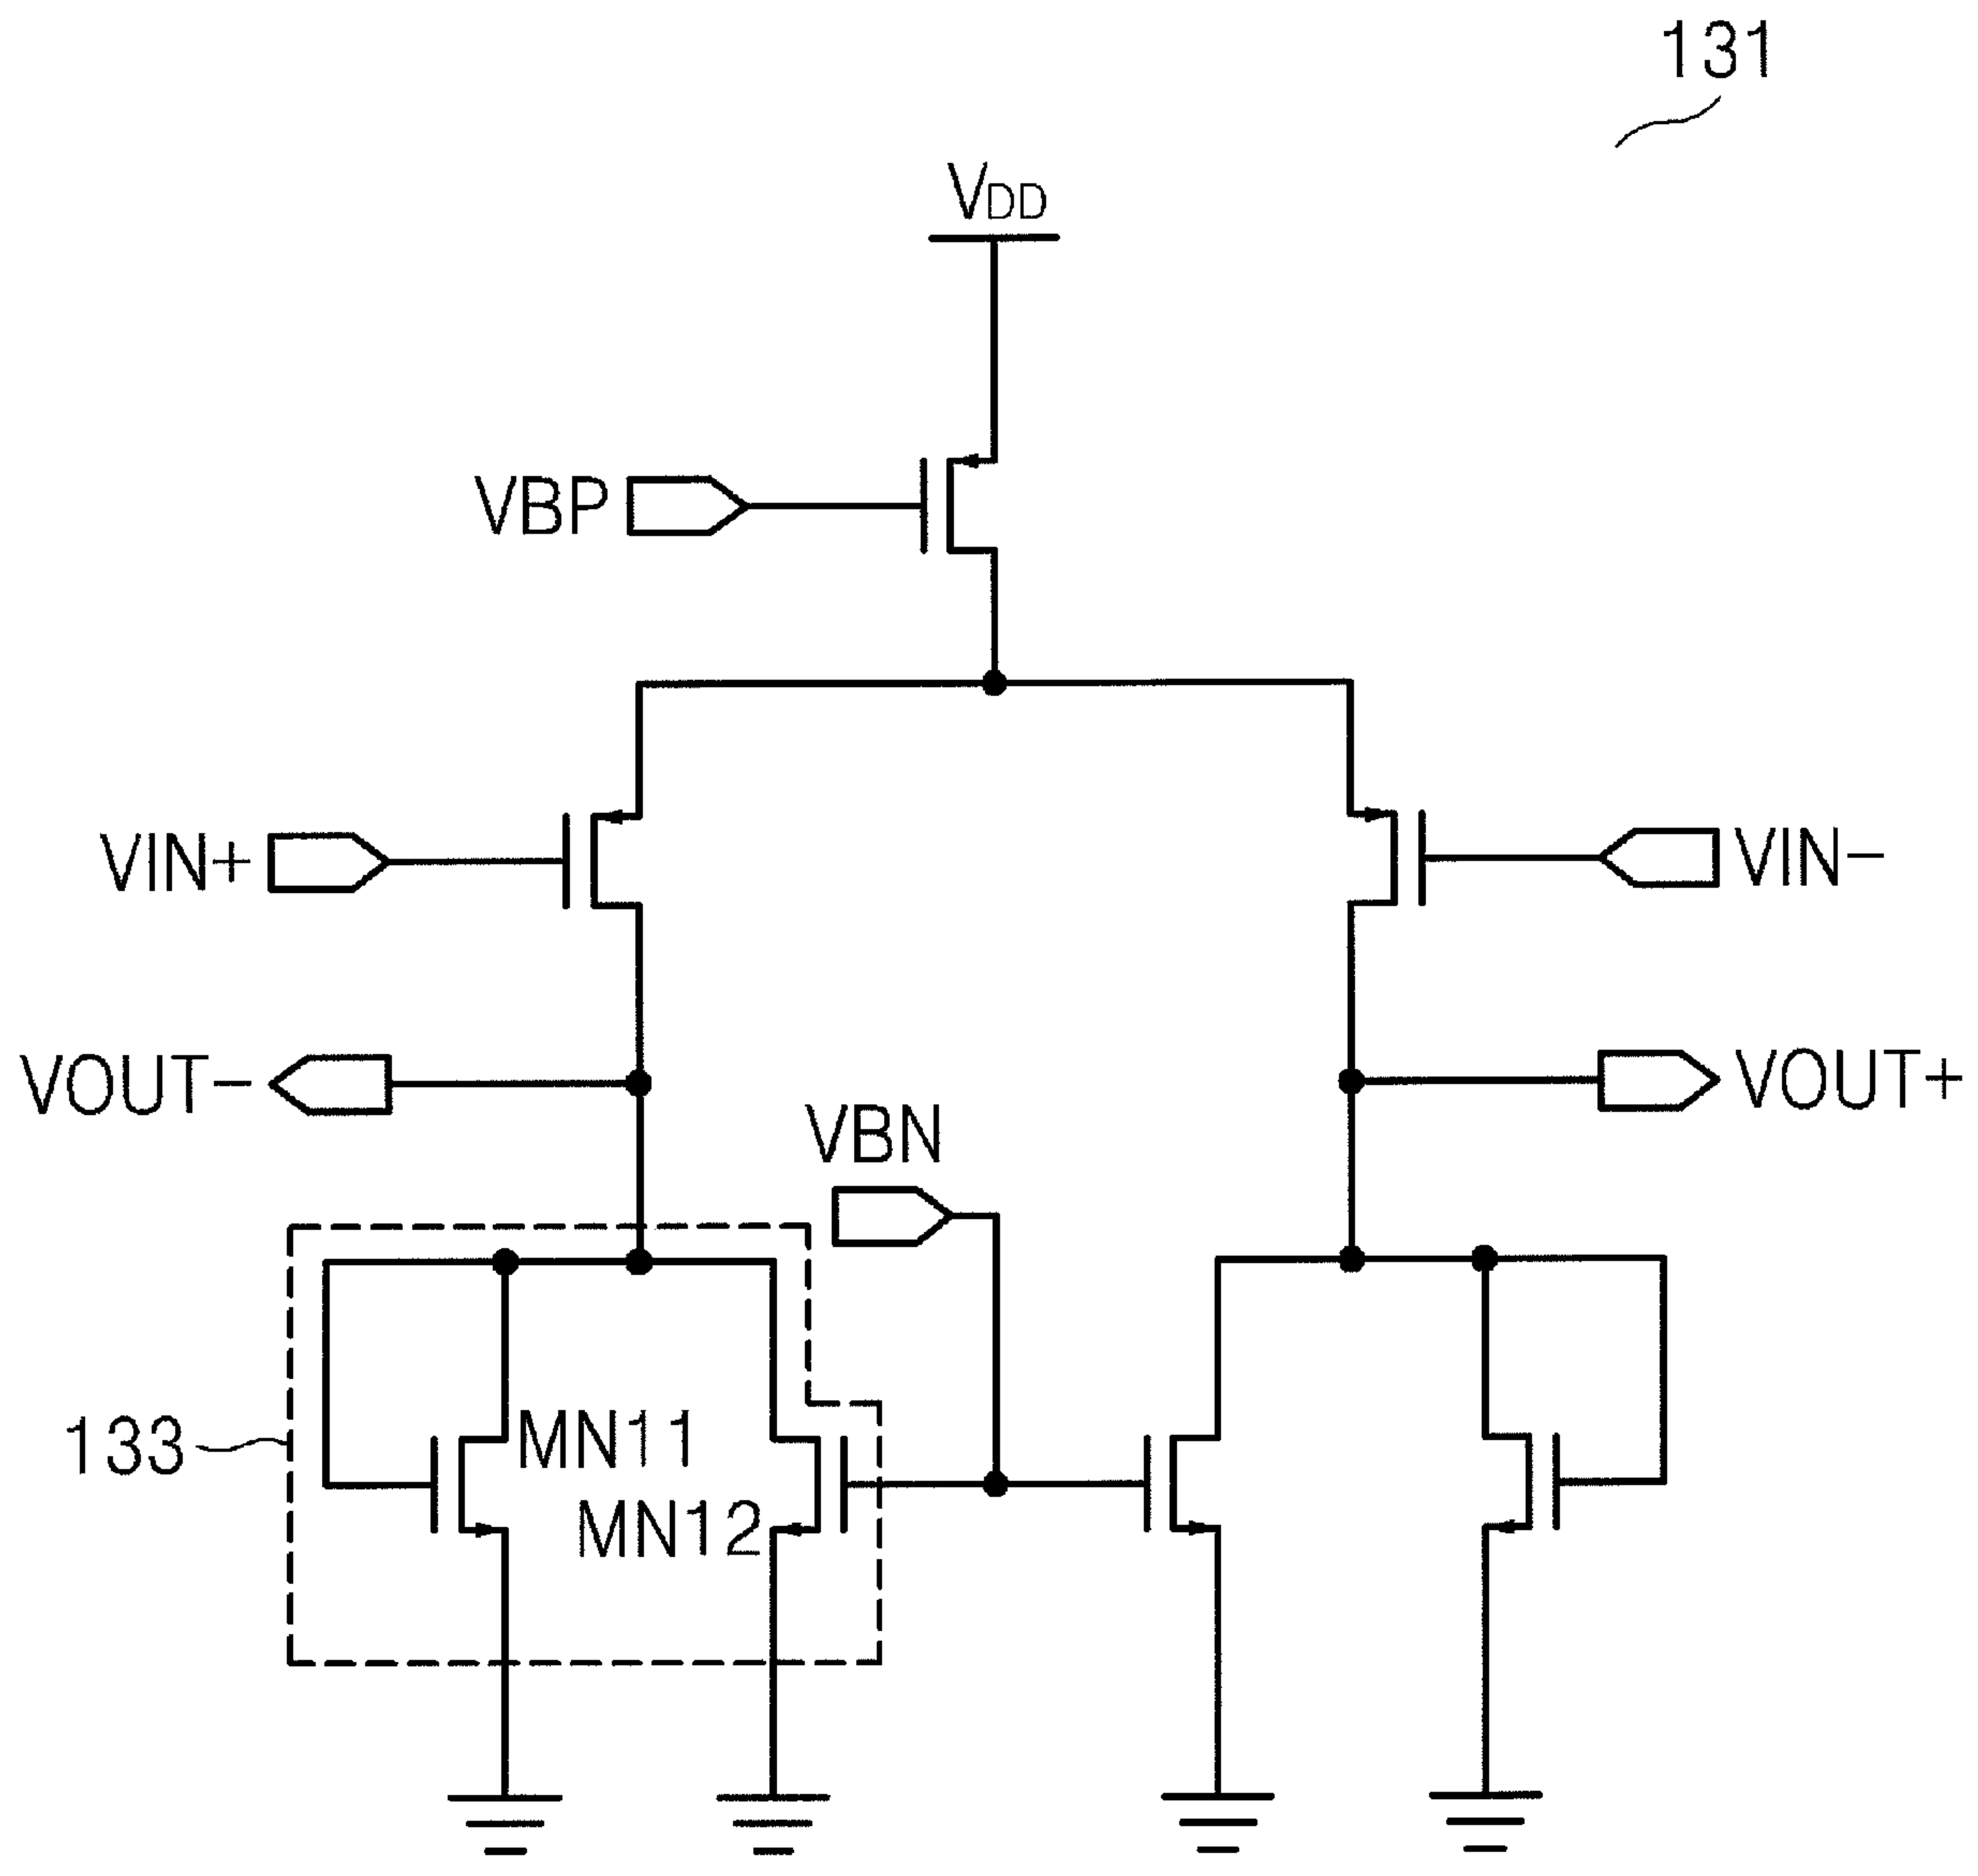 131
VDD
VBP
VIN+
VIN-
VOUT-
VOUT+
VBN
133
MN11
MN12